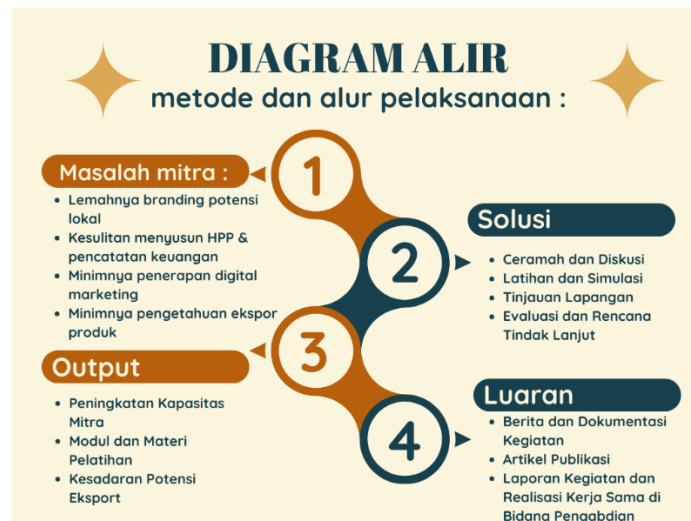 DIAGRAM ALIR
metode dan alur pelaksanaan :
1
Masalah mitra :
• Lemahnya branding potensi
lokal
• Kesulitan menyusun HPP &
pencatatan keuangan
• Minimnya penerapan digital
marketing
• Minimnya pengetahuan ekspor
produk
2
Solusi
• Ceramah dan Diskusi
• Latihan dan Simulasi
• Tinjauan Lapangan
• Evaluasi dan Rencana
Tindak Lanjut
3
Output
• Peningkatan Kapasitas
Mitra
• Modul dan Materi
Pelatihan
• Kesadaran Potensi
Eksport
4
Luaran
• Berita dan Dokumentasi
Kegiatan
• Artikel Publikasi
• Laporan Kegiatan dan
Realisasi Kerja Sama di
Bidang Pengabdian